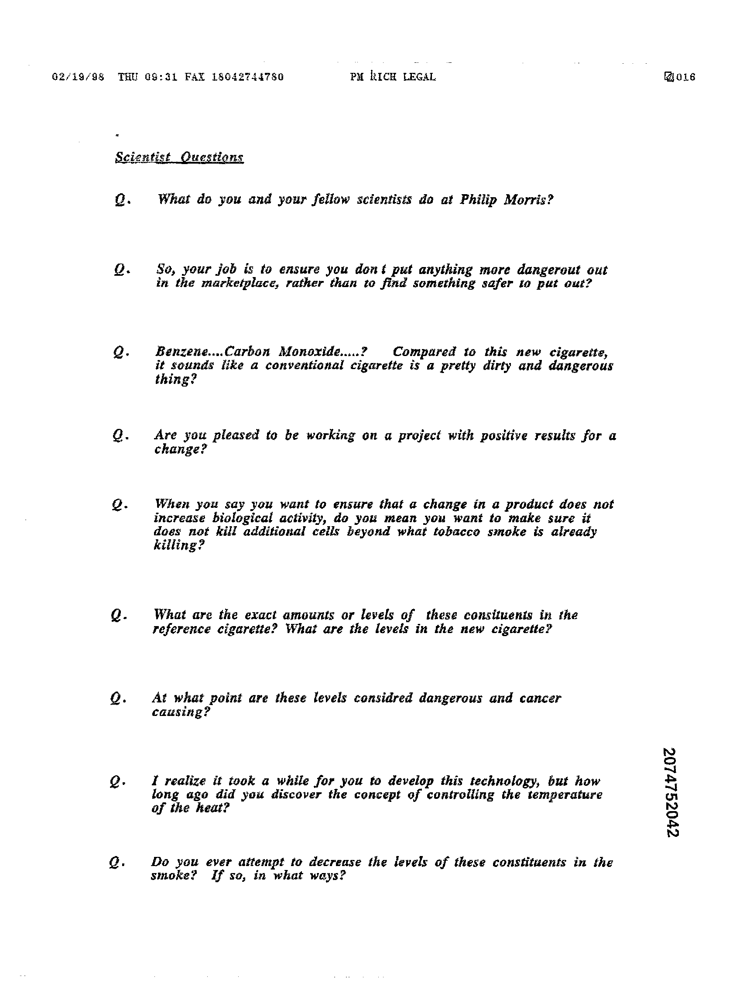 02/19/98 THU 09:31 FAX 18042744780 PM RICH LEGAL 016
Scientist Questions
Q. What do you and your fellow scientists do at Philip Morris?
Q. So, your job is to ensure you don t put anything more dangerout out
in the marketplace, rather than to find something safer to put out?
Q. Benzene....Carbon Monoxide.....? Compared to this new cigarette,
it sounds like a conventional cigarette is a pretty dirty and dangerous
thing?
Q. Are you pleased to be working on a project with positive results for a
change?
Q. When you say you want to ensure that a change in a product does not
increase biological activity, do you mean you want to make sure it
does not kill additional cells beyond what tobacco smoke is already
killing?
Q. What are the exact amounts or levels of these consituents in the
reference cigarette? What are the levels in the new cigarette?
Q. At what point are these levels considred dangerous and cancer
causing?
Q. I realize it took a while for you to develop this technology, but how
long ago did you discover the concept of controlling the temperature
of the heat?
Q. Do you ever attempt to decrease the levels of these constituents in the
smoke? If so, in what ways?
2074752042